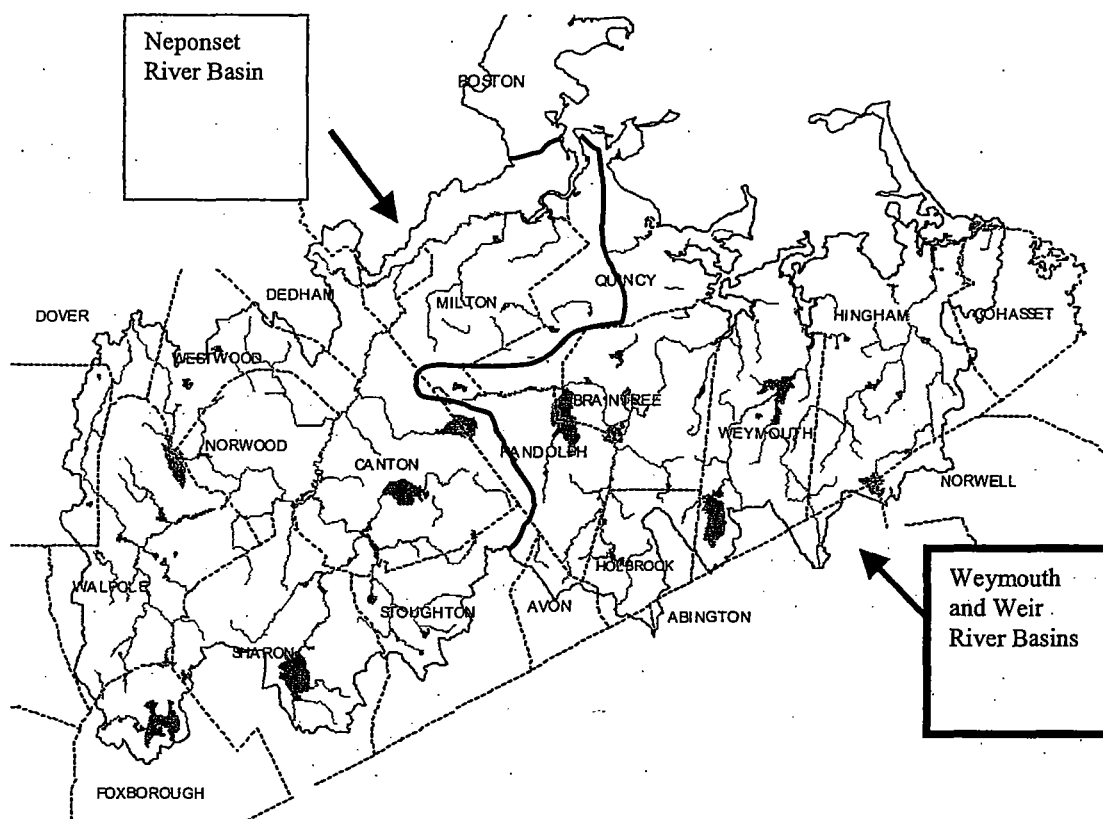 Neponset
River Basin
BOSTON
QUINCY
DEDHAM
MILTON
DOVER
HINGHAM
COHASSET
WESTWOOD
BRAINTREE
NORWOOD
WEYMOUTH
RANDOLPH
CANTON
NORWELL
HOLBROOK
WALPOLE
STOUGHTON
AVON
ABINGTON
Weymouth
and Weir
River Basins
SHARON
FOXBOROUGH